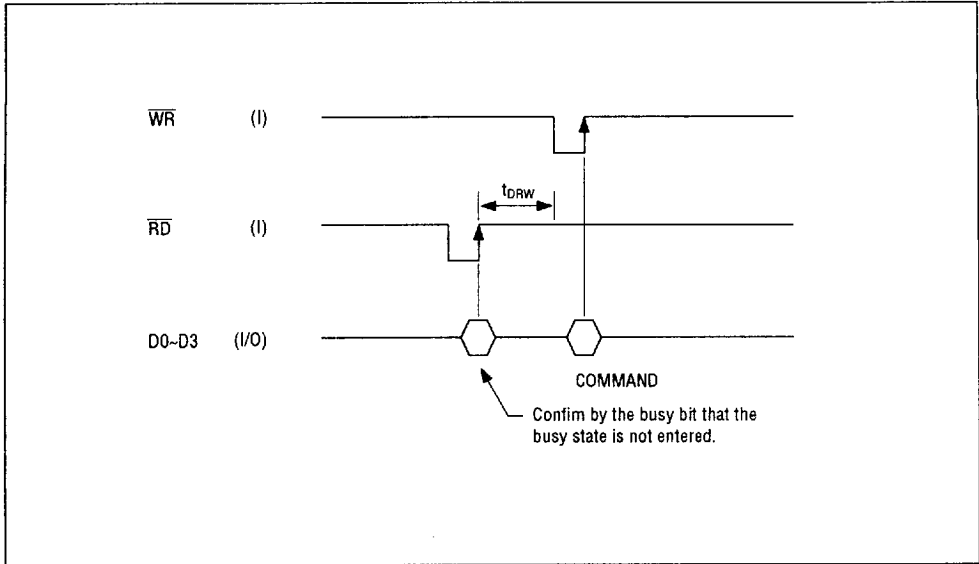 WR (I)
tDRW
RD (I)
D0~D3 (I/O)
COMMAND
Confim by the busy bit that the
busy state is not entered.